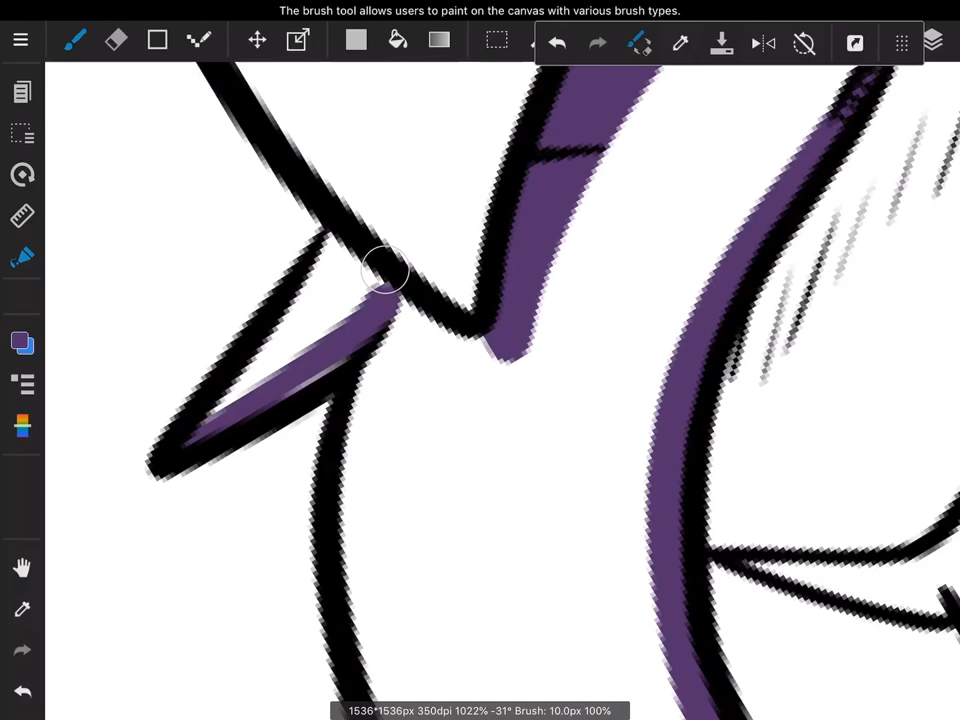 The brush tool allows users to paint on the canvas with various brush types.
1536*1536px 350dpi 1022% -31° Brush: 10.0px 100%